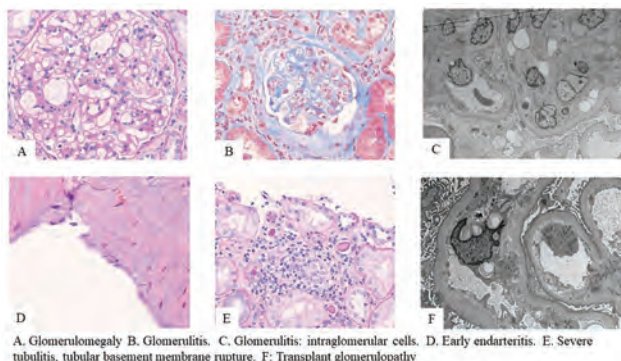 A
B
C
D
E
F
A. Glomerulomegaly B. Glomerulitis. C. Glomerulitis: intraglomerular cells. D. Early endarteritis. E. Severe
tubulitis, tubular basement membrane rupture. F: Transplant glomerulopathy